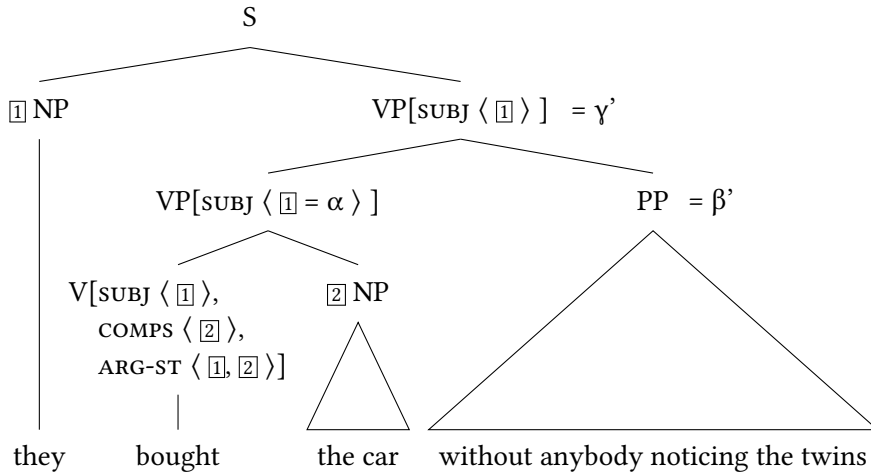 S
1 NP
VP[SUBJ ⟨ 1 ⟩ ] = γ’
VP[SUBJ ⟨ 1 = α ⟩ ]
PP = β’
V[SUBJ ⟨ 1 ⟩,
COMPS ⟨ 2 ⟩,
ARG-ST ⟨ 1, 2 ⟩]
2 NP
they
bought
the car
without anybody noticing the twins